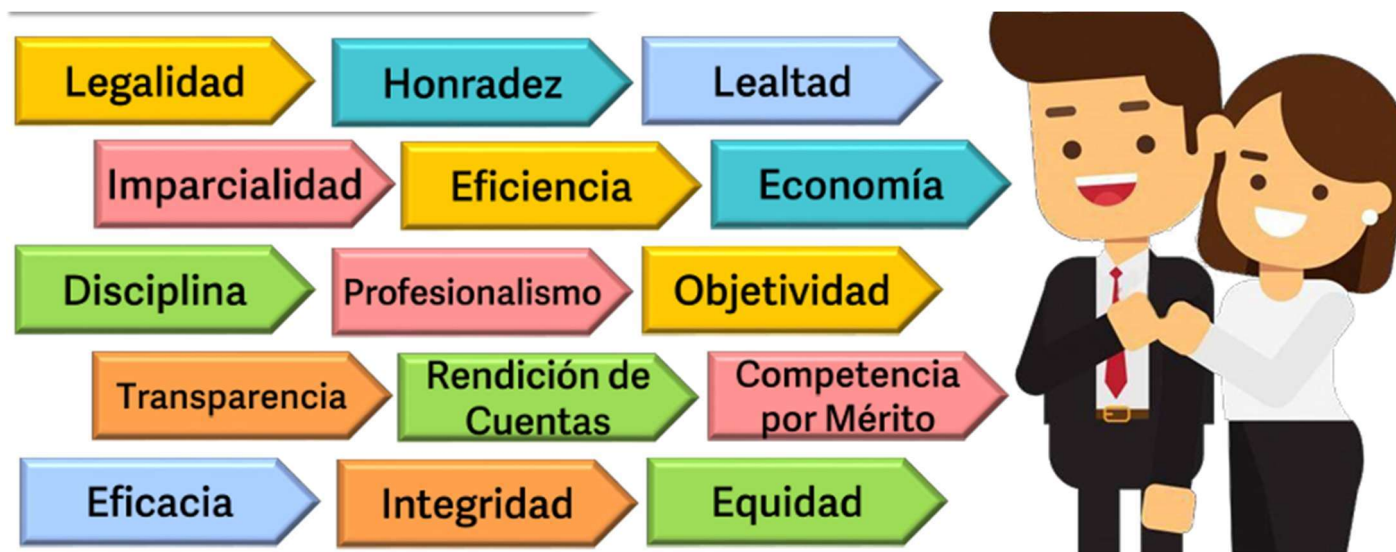 Legalidad
Honradez
Lealtad
Imparcialidad
Eficiencia
Economía
Disciplina
Profesionalismo
Objetividad
Transparencia
Rendición de
Cuentas
Competencia
por Mérito
Eficacia
Integridad
Equidad